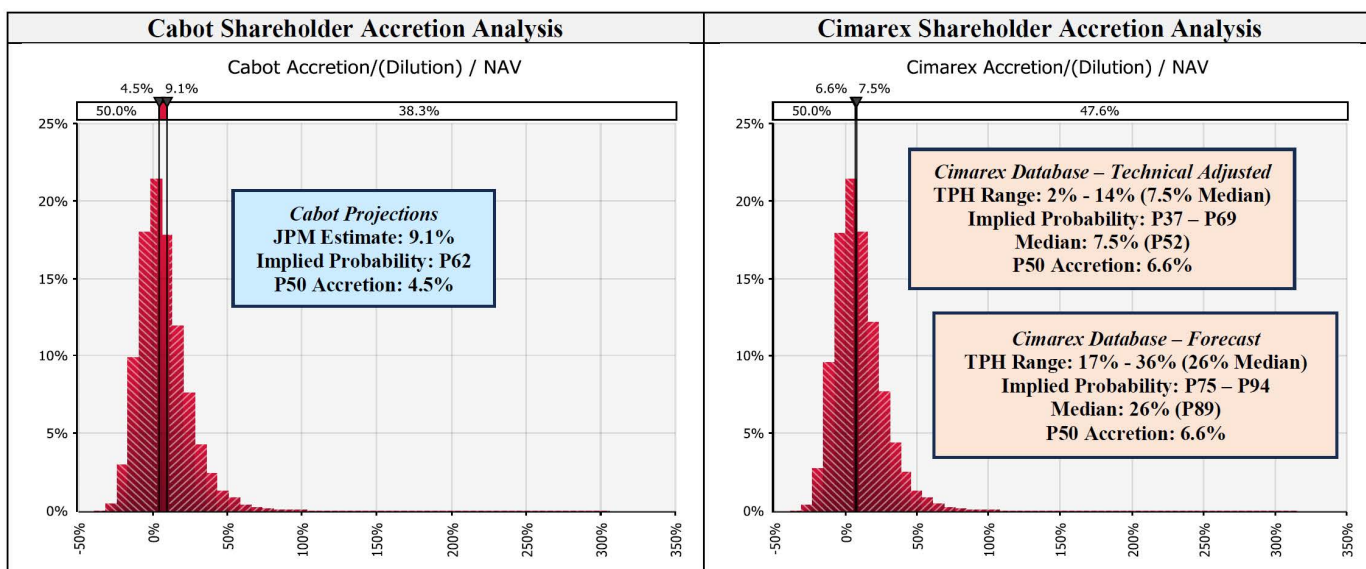 Cabot Shareholder Accretion Analysis
Cabot Accretion/(Dilution) / NAV
4.5% 9.1%
50.0% 38.3%
25%
20%
15%
10%
5%
0%
Cabot Projections
JPM Estimate: 9.1%
Implied Probability: P62
P50 Accretion: 4.5%
-50%
0%
50%
100%
150%
200%
250%
300%
350%
Cimarex Shareholder Accretion Analysis
Cimarex Accretion/(Dilution) / NAV
6.6% 7.5%
50.0% 47.6%
25%
20%
15%
10%
5%
0%
Cimarex Database – Technical Adjusted
TPH Range: 2% - 14% (7.5% Median)
Implied Probability: P37 – P69
Median: 7.5% (P52)
P50 Accretion: 6.6%
Cimarex Database – Forecast
TPH Range: 17% - 36% (26% Median)
Implied Probability: P75 – P94
Median: 26% (P89)
P50 Accretion: 6.6%
-50%
0%
50%
100%
150%
200%
250%
300%
350%